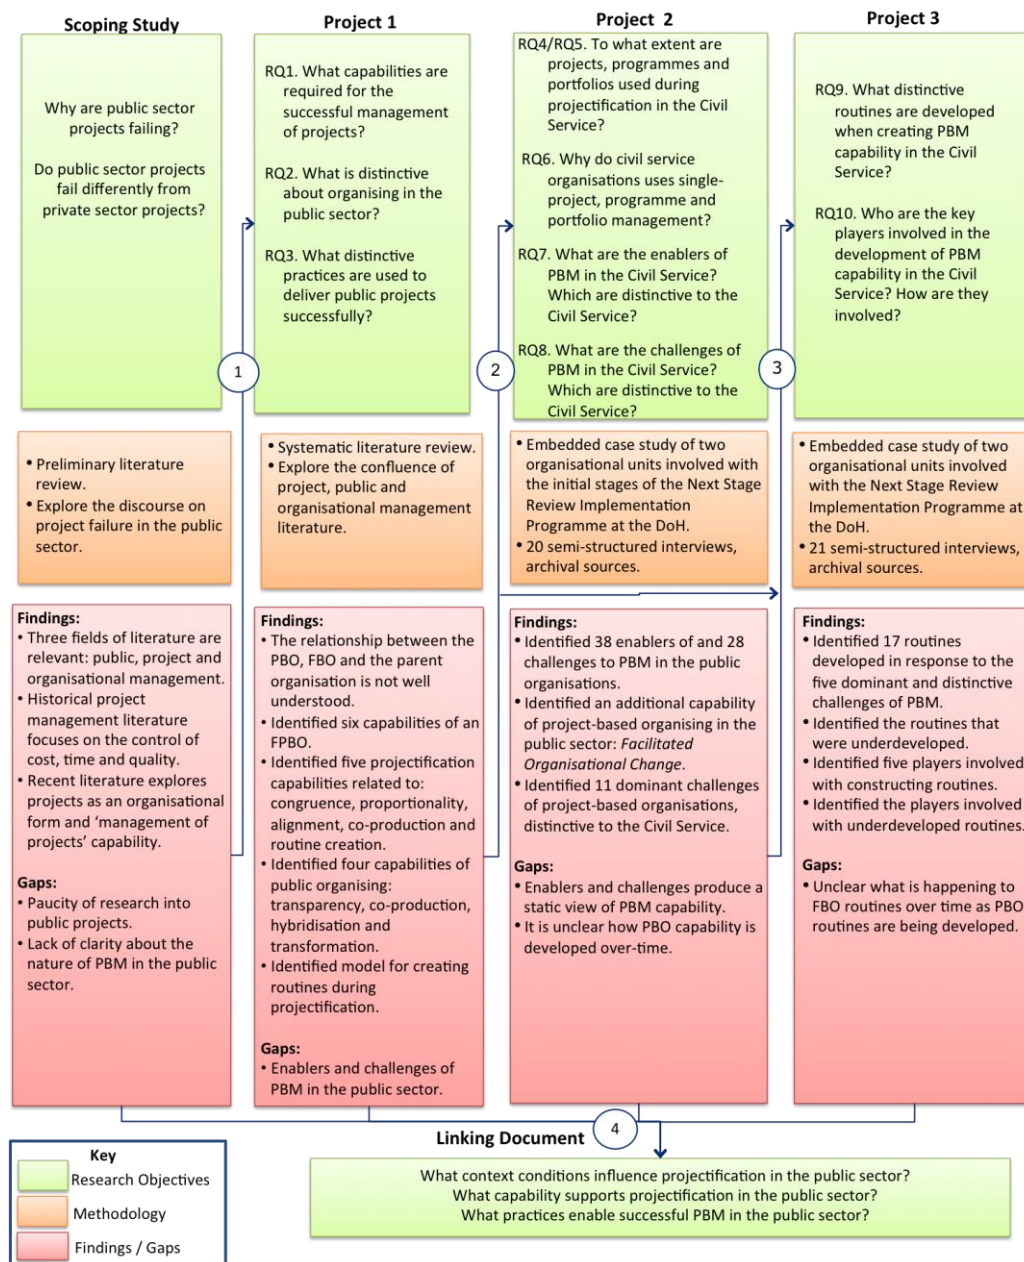 Scoping Study
Why are public sector
projects failing?
Do public sector projects
fail differently from
private sector projects?
• Preliminary literature
review.
• Explore the discourse on
project failure in the public
sector.
Findings:
• Three fields of literature are
relevant: public, project and
organisational management.
• Historical project
management literature
focuses on the control of
cost, time and quality.
• Recent literature explores
projects as an organisational
form and ‘management of
projects’ capability.
Gaps:
• Paucity of research into
public projects.
• Lack of clarity about the
nature of PBM in the public
sector.
1
Project 1
RQ1. What capabilities are
required for the
successful management
of projects?
RQ2. What is distinctive
about organising in the
public sector?
RQ3. What distinctive
practices are used to
deliver public projects
successfully?
• Systematic literature review.
• Explore the confluence of
project, public and
organisational management
literature.
Findings:
• The relationship between the
PBO, FBO and the parent
organisation is not well
understood.
• Identified six capabilities of an
FPBO.
• Identified five projectification
capabilities related to:
congruence, proportionality,
alignment, co-production and
routine creation.
• Identified four capabilities of
public organising:
transparency, co-production,
hybridisation and
transformation.
• Identified model for creating
routines during
projectification.
Gaps:
• Enablers and challenges of
PBM in the public sector.
2
Project 2
RQ4/RQ5. To what extent are
projects, programmes and
portfolios used during
projectification in the Civil
Service?
RQ6. Why do civil service
organisations uses single-
project, programme and
portfolio management?
RQ7. What are the enablers of
PBM in the Civil Service?
Which are distinctive to the
Civil Service?
RQ8. What are the challenges of
PBM in the Civil Service?
Which are distinctive to the
Civil Service?
• Embedded case study of two
organisational units involved with
the initial stages of the Next Stage
Review Implementation
Programme at the DoH.
• 20 semi-structured interviews,
archival sources.
Findings:
• Identified 38 enablers of and 28
challenges to PBM in the public
organisations.
• Identified an additional capability
of project-based organising in the
public sector: Facilitated
Organisational Change.
• Identified 11 dominant challenges
of project-based organisations,
distinctive to the Civil Service.
Gaps:
• Enablers and challenges produce a
static view of PBM capability.
• It is unclear how PBO capability is
developed over-time.
3
Project 3
RQ9. What distinctive
routines are developed
when creating PBM
capability in the Civil
Service?
RQ10. Who are the key
players involved in the
development of PBM
capability in the Civil
Service? How are they
involved?
• Embedded case study of two
organisational units involved
with the Next Stage Review
Implementation Programme at
the DoH.
• 21 semi-structured interviews,
archival sources.
Findings:
• Identified 17 routines
developed in response to the
five dominant and distinctive
challenges of PBM.
• Identified the routines that
were underdeveloped.
• Identified five players involved
with constructing routines.
• Identified the players involved
with underdeveloped routines.
Gaps:
• Unclear what is happening to
FBO routines over time as PBO
routines are being developed.
4
Linking Document
What context conditions influence projectification in the public sector?
What capability supports projectification in the public sector?
What practices enable successful PBM in the public sector?
Key
Research Objectives
Methodology
Findings / Gaps